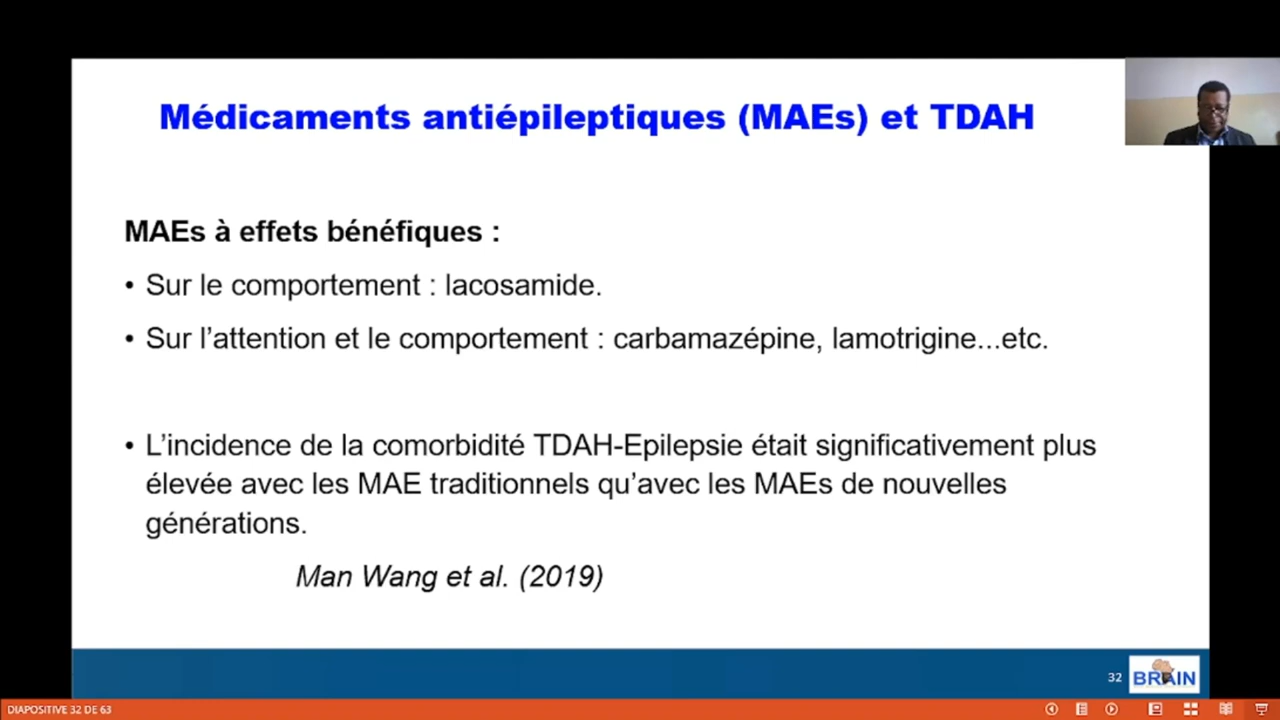 Médicaments antiépileptiques (MAEs) et TDAH
MAEs à effets bénéfiques :
• Sur le comportement : lacosamide.
• Sur l’attention et le comportement : carbamazépine, lamotrigine...etc.
• L’incidence de la comorbidité TDAH-Epilepsie était significativement plus
élevée avec les MAE traditionnels qu’avec les MAEs de nouvelles
générations.
Man Wang et al. (2019)
32
BRAIN
DIAPOSITIVE 32 DE 63